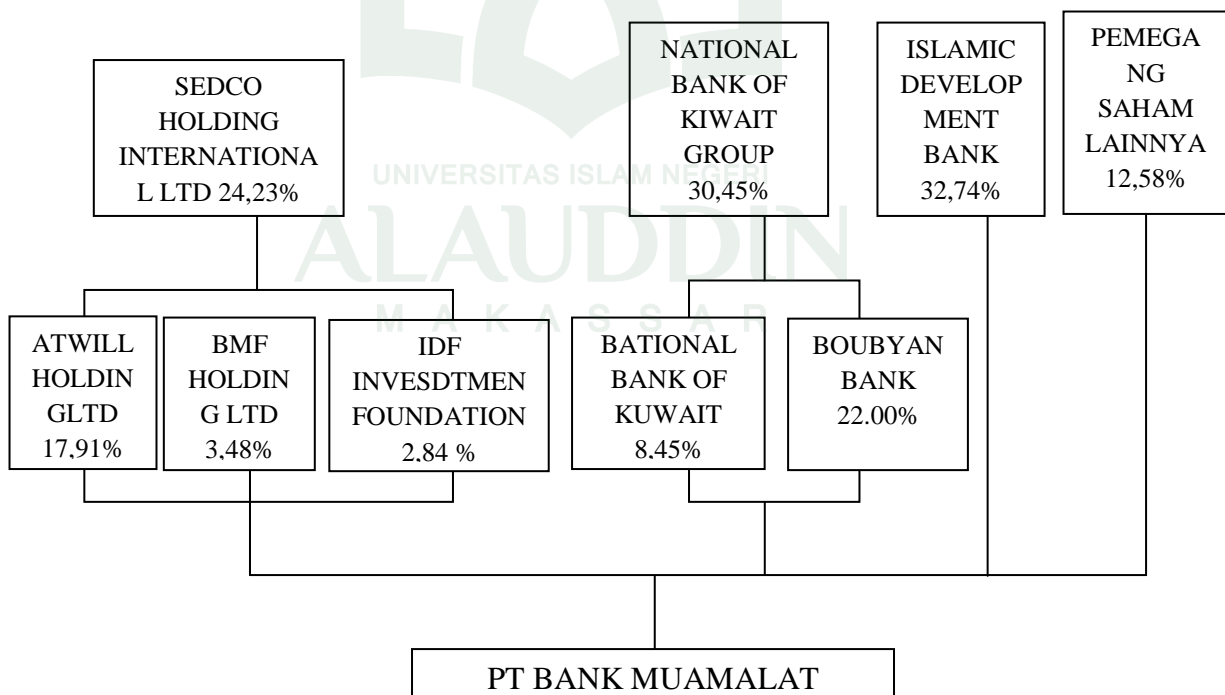 SEDCO
HOLDING
INTERNATIONA
L LTD 24,23%
NATIONAL
BANK OF
KIWAIT
GROUP
30,45%
ISLAMIC
DEVELOP
MENT
BANK
32,74%
PEMEGA
NG
SAHAM
LAINNYA
12,58%
UNIVERSITAS ISLAM NEGERI
ALAUDDIN
MAKASSAR
ATWILL
HOLDIN
GLTD
17,91%
BMF
HOLDIN
G LTD
3,48%
IDF
INVESDTMEN
FOUNDATION
2,84 %
BATIONAL
BANK OF
KUWAIT
8,45%
BOUBYAN
BANK
22.00%
PT BANK MUAMALAT